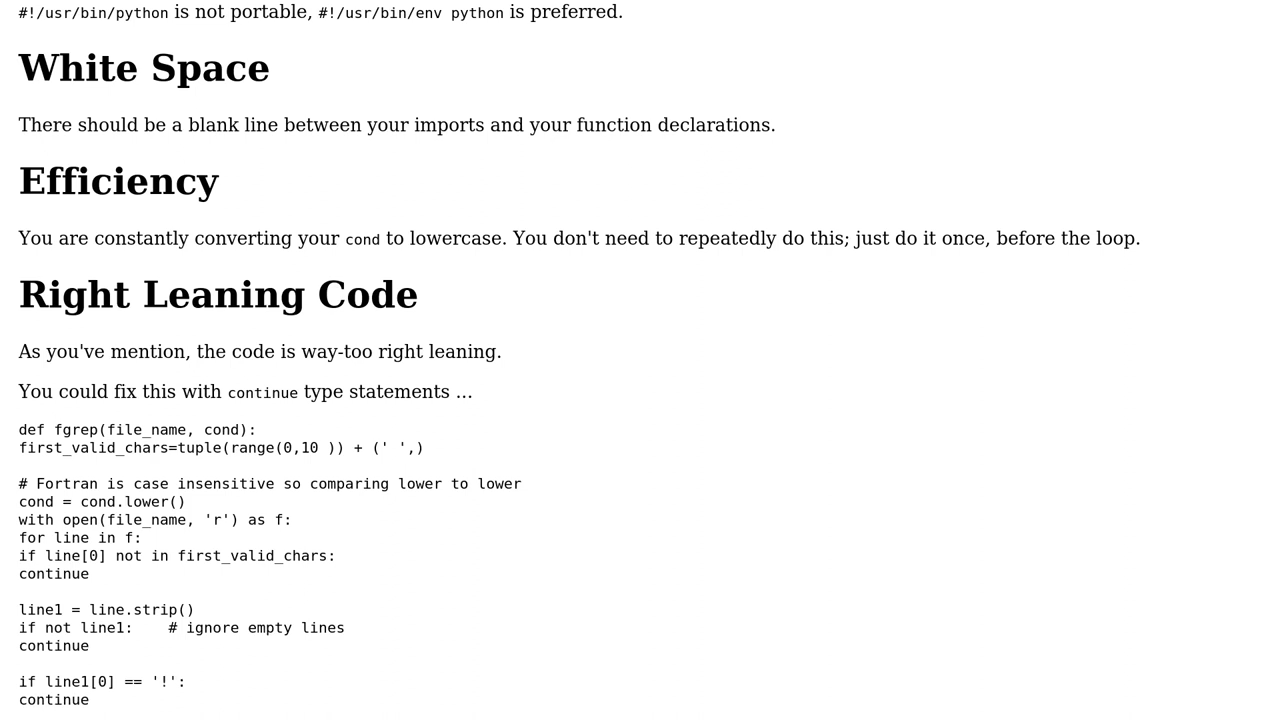 #!/usr/bin/python is not portable, #!/usr/bin/env python is preferred.
White Space
There should be a blank line between your imports and your function declarations.
Efficiency
You are constantly converting your cond to lowercase. You don't need to repeatedly do this; just do it once, before the loop.
Right Leaning Code
As you've mention, the code is way-too right leaning.
You could fix this with continue type statements ...
def fgrep(file_name, cond):
first_valid_chars=tuple(range(0,10 )) + (' ',)
# Fortran is case insensitive so comparing lower to lower
cond = cond.lower()
with open(file_name, 'r') as f:
for line in f:
if line[0] not in first_valid_chars:
continue
line1 = line.strip()
if not line1:    # ignore empty lines
continue
if line1[0] == '!':
continue